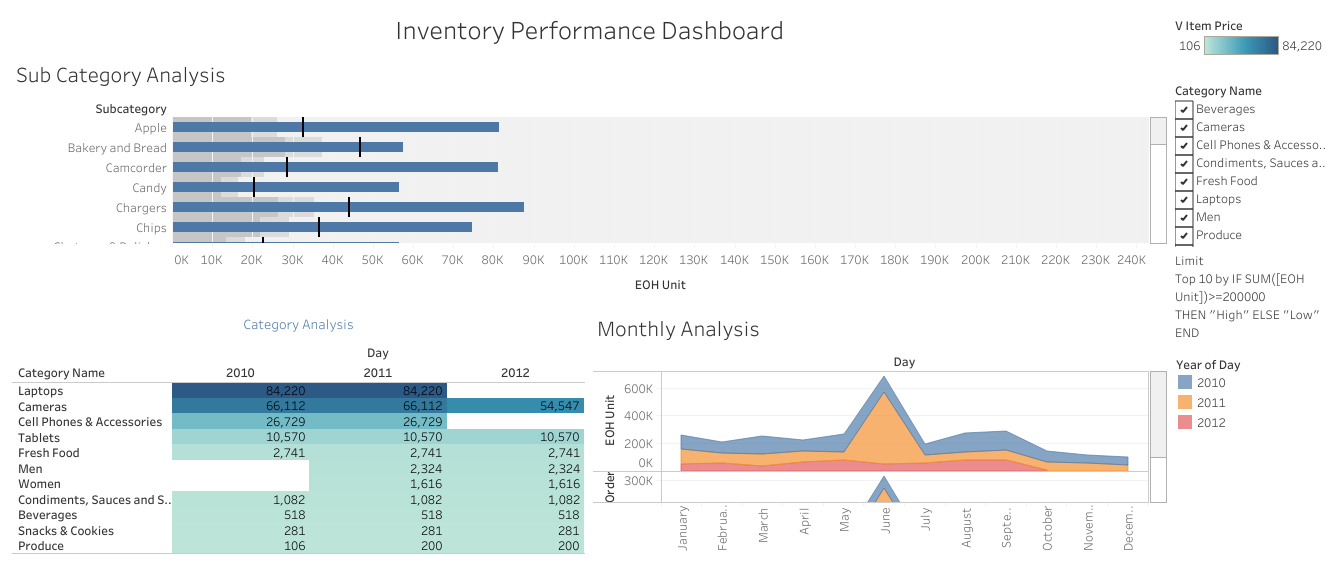 Inventory Performance Dashboard
Sub Category Analysis
Subcategory
Apple
Bakery and Bread
Camcorder
Candy
Chargers
Chips
0K 10K 20K 30K 40K 50K 60K 70K 80K 90K 100K 110K 120K 130K 140K 150K 160K 170K 180K 190K 200K 210K 220K 230K 240K
EOH Unit
V Item Price
106 84,220
Category Name
Beverages
Cameras
Cell Phones & Accesso..
Condiments, Sauces a..
Fresh Food
Laptops
Men
Produce
Limit
Top 10 by IF SUM([EOH
Unit])>=200000
THEN "High" ELSE "Low"
END
Year of Day
2010
2011
2012
Category Analysis
Day
Category Name 2010 2011 2012
Laptops 84,220 84,220
Cameras 66,112 66,112 54,547
Cell Phones & Accessories 26,729 26,729
Tablets 10,570 10,570 10,570
Fresh Food 2,741 2,741 2,741
Men 2,324 2,324
Women 1,616 1,616
Condiments, Sauces and S.. 1,082 1,082 1,082
Beverages 518 518 518
Snacks & Cookies 281 281 281
Produce 106 200 200
Monthly Analysis
Day
EOH Unit
600K
400K
200K
0K
Order
300K
January Februa.. March April May June July August Septe.. October Novem.. Decem..